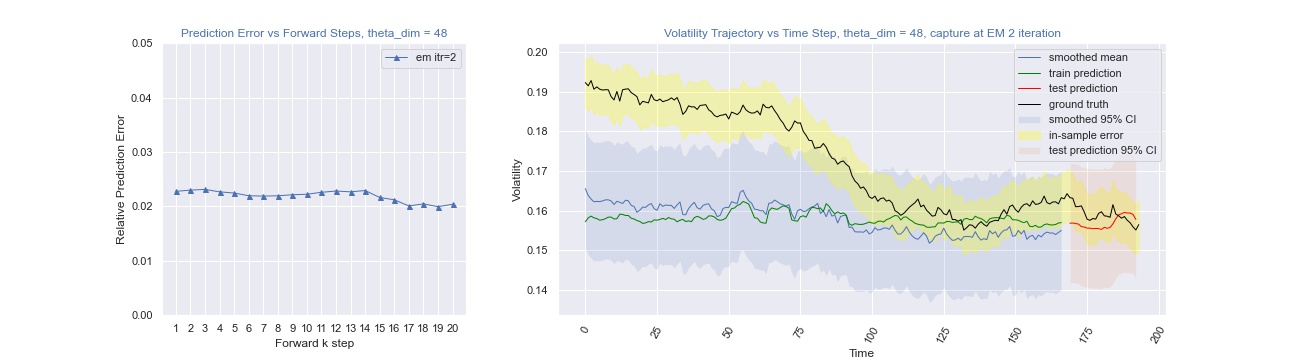 Prediction Error vs Forward Steps, theta_dim = 48
0.05
0.04
0.03
0.02
0.01
0.00
Relative Prediction Error
em itr=2
1 2 3 4 5 6 7 8 9 10 11 12 13 14 15 16 17 18 19 20
Forward k step
Volatility Trajectory vs Time Step, theta_dim = 48, capture at EM 2 iteration
0.20
0.19
0.18
0.17
0.16
0.15
0.14
Volatility
smoothed mean
train prediction
test prediction
ground truth
smoothed 95% CI
in-sample error
test prediction 95% CI
0 25 50 75 100 125 150 175 200
Time